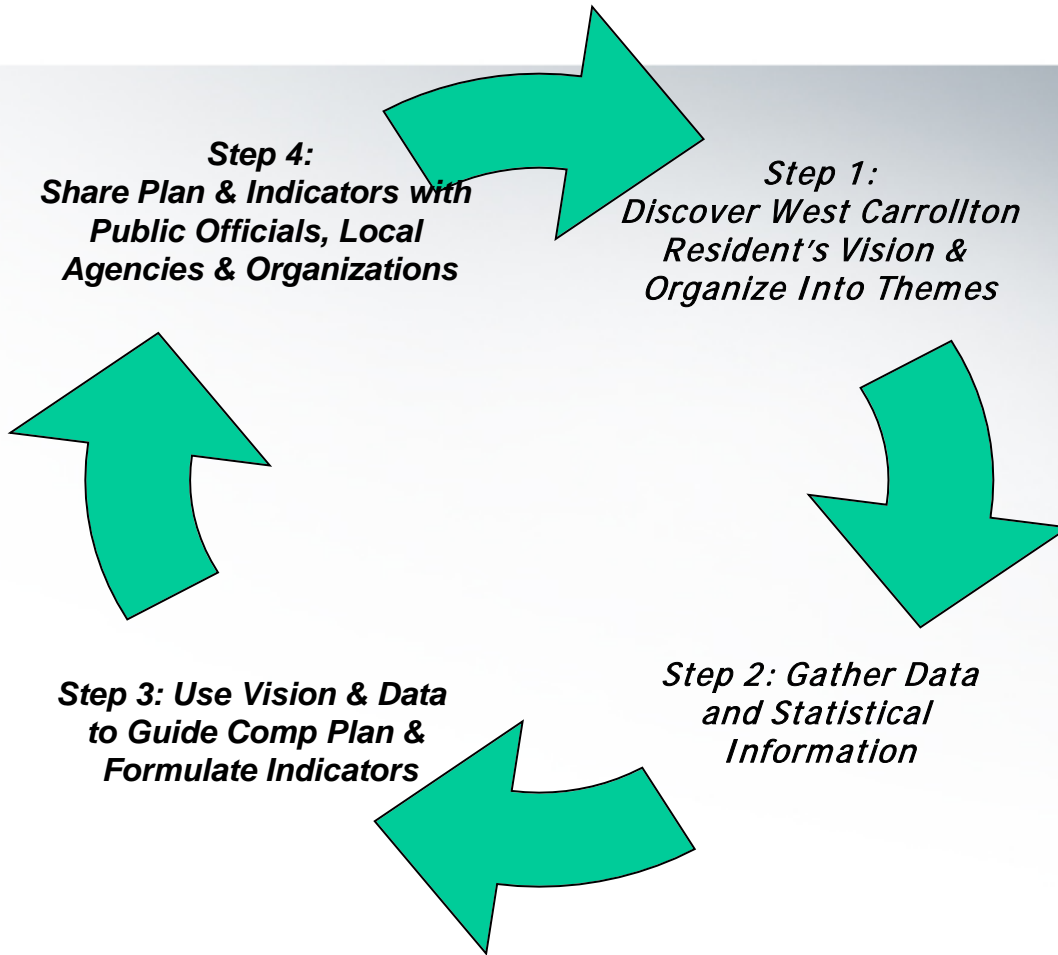 Step 4:
Share Plan & Indicators with
Public Officials, Local
Agencies & Organizations
Step 1:
Discover West Carrollton
Resident's Vision &
Organize Into Themes
Step 2: Gather Data
and Statistical
Information
Step 3: Use Vision & Data
to Guide Comp Plan &
Formulate Indicators